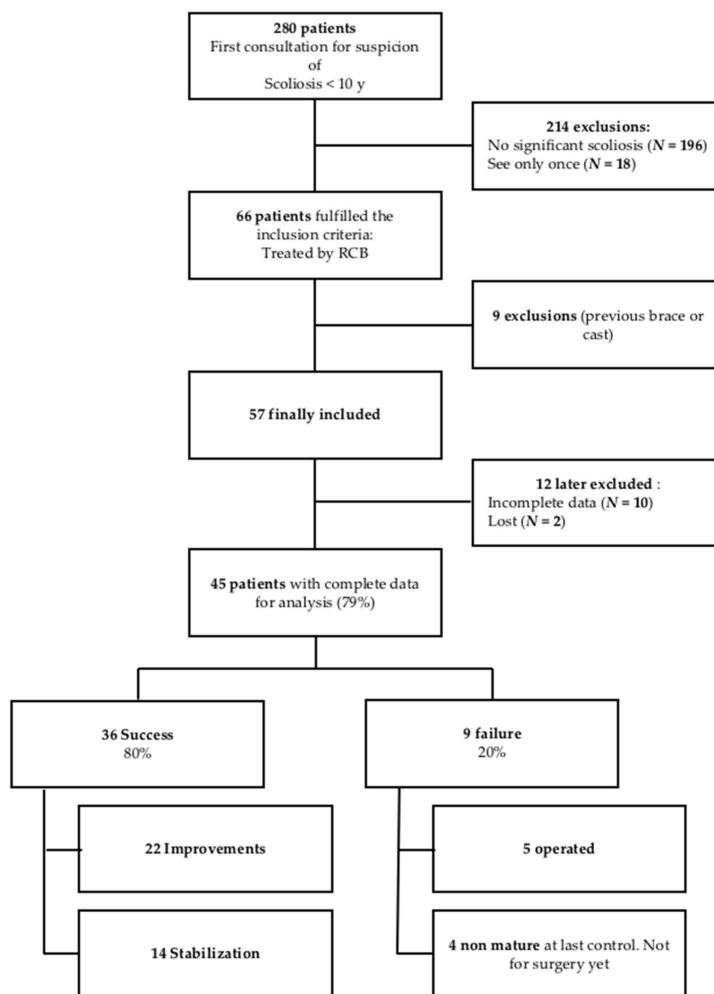 280 patients
First consultation for suspicion
of
Scoliosis < 10 y
214 exclusions:
No significant scoliosis (N = 196)
See only once (N = 18)
66 patients fulfilled the
inclusion criteria:
Treated by RCB
9 exclusions (previous brace or
cast)
57 finally included
12 later excluded :
Incomplete data (N = 10)
Lost (N = 2)
45 patients with complete data
for analysis (79%)
36 Success
80%
9 failure
20%
22 Improvements
5 operated
14 Stabilization
4 non mature at last control. Not
for surgery yet